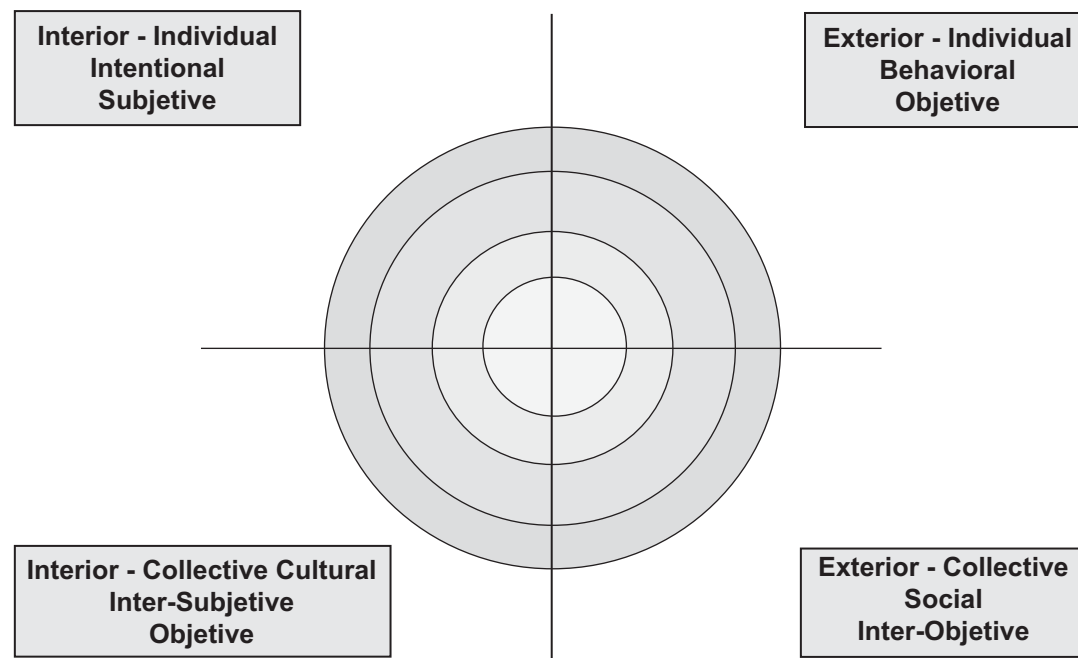 Interior - Individual
Intentional
Subjetive
Exterior - Individual
Behavioral
Objetive
Interior - Collective Cultural
Inter-Subjetive
Objetive
Exterior - Collective
Social
Inter-Objetive